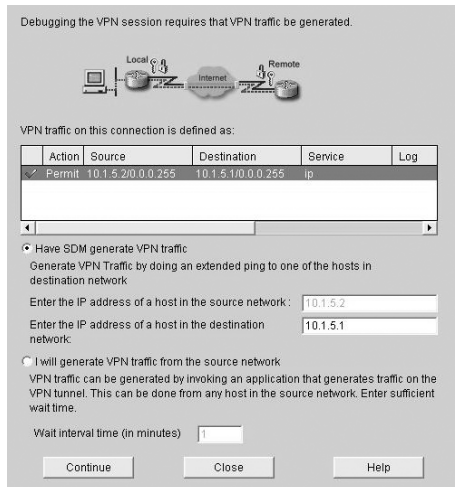 Debugging the VPN session requires that VPN traffic be generated.
Local
Internet
Remote
VPN traffic on this connection is defined as:
Action Source Destination Service Log
Permit 10.1.5.2/0.0.0.255 10.1.5.1/0.0.0.255 ip
Have SDM generate VPN traffic
Generate VPN Traffic by doing an extended ping to one of the hosts in
destination network
Enter the IP address of a host in the source network : 10.1.5.2
Enter the IP address of a host in the destination 10.1.5.1
network:
I will generate VPN traffic from the source network
VPN traffic can be generated by invoking an application that generates traffic on the
VPN tunnel. This can be done from any host in the source network. Enter sufficient
wait time.
Wait interval time (in minutes) 1
Continue Close Help